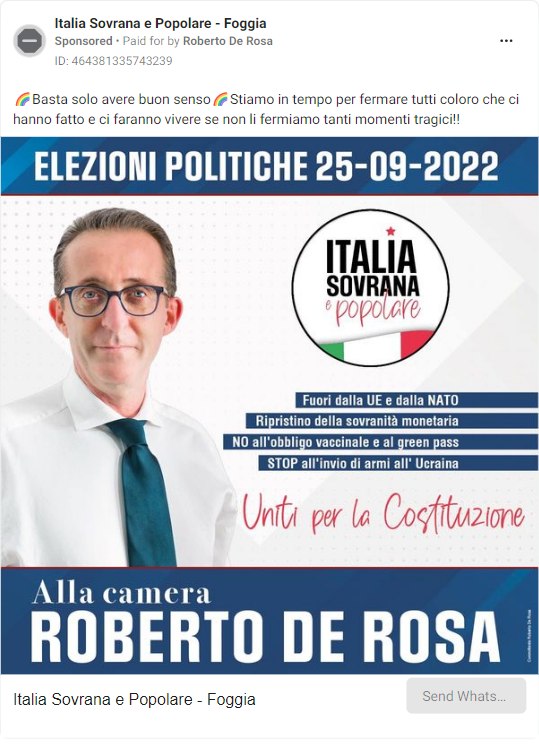 Italia Sovrana e Popolare - Foggia
Sponsored • Paid for by Roberto De Rosa
ID: 464381335743239
🌈Basta solo avere buon senso🌈Stiamo in tempo per fermare tutti coloro che ci
hanno fatto e ci faranno vivere se non li fermiamo tanti momenti tragici!!
ELEZIONI POLITICHE 25-09-2022
ITALIA
SOVRANA
e popolare
Fuori dalla UE e dalla NATO
Ripristino della sovranità monetaria
NO all'obbligo vaccinale e al green pass
STOP all'invio di armi all' Ucraina
Uniti per la Costituzione
Alla camera
ROBERTO DE ROSA
Committente Roberto De Rosa
Italia Sovrana e Popolare - Foggia
Send Whats...